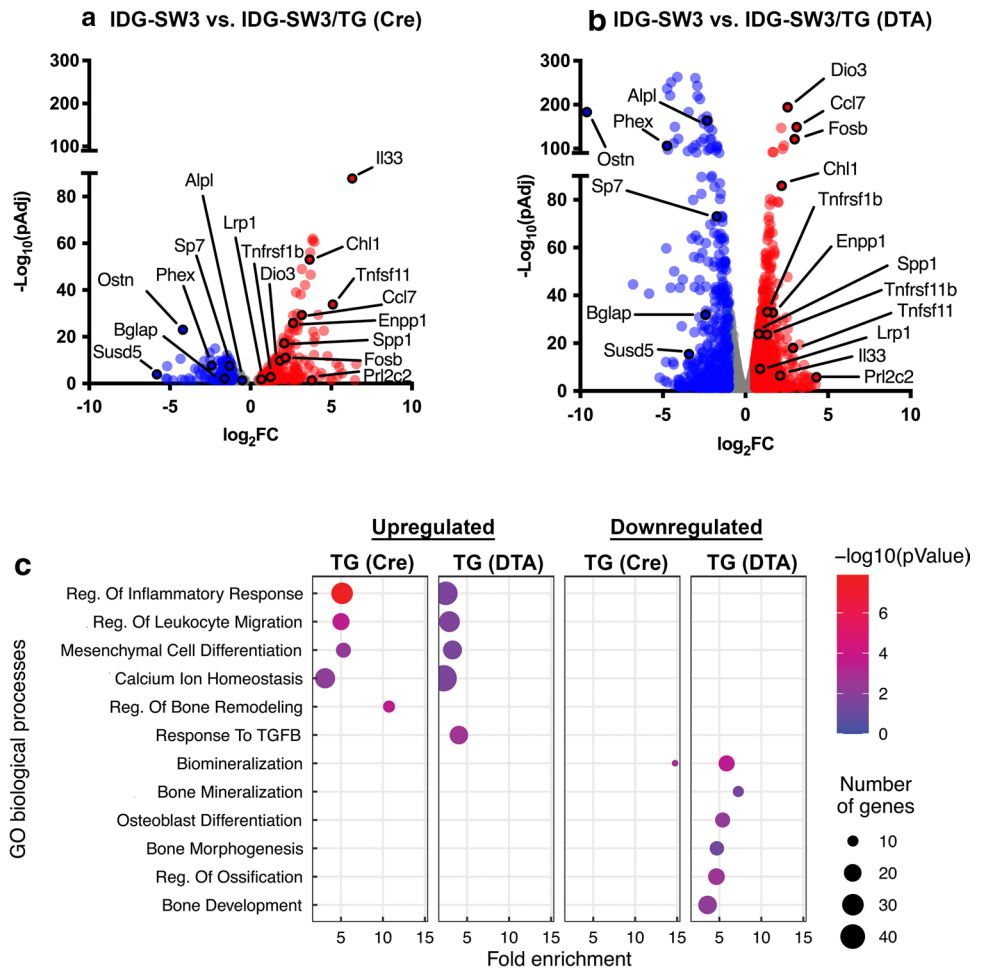 a IDG-SW3 vs. IDG-SW3/TG (Cre)
300
200
100
80
60
40
20
0
-Log10(pAdj)
-10 -5 0 5 10
log2FC
Il33
Alpl
Lrp1
Sp7
Tnfrsf1b
Chl1
Ostn
Phex
Dio3
Tnfsf11
Ccl7
Bglap
Enpp1
Susd5
Spp1
Fosb
Prl2c2
b IDG-SW3 vs. IDG-SW3/TG (DTA)
300
200
100
80
60
40
20
0
-Log10(pAdj)
-10 -5 0 5 10
log2FC
Dio3
Alpl
Ccl7
Phex
Fosb
Ostn
Chl1
Sp7
Tnfrsf1b
Enpp1
Spp1
Tnfrsf11b
Bglap
Tnfsf11
Lrp1
Susd5
Il33
Prl2c2
c
Upregulated Downregulated
TG (Cre) TG (DTA) TG (Cre) TG (DTA)
GO biological processes
Reg. Of Inflammatory Response
Reg. Of Leukocyte Migration
Mesenchymal Cell Differentiation
Calcium Ion Homeostasis
Reg. Of Bone Remodeling
Response To TGFB
Biomineralization
Bone Mineralization
Osteoblast Differentiation
Bone Morphogenesis
Reg. Of Ossification
Bone Development
5 10 15 5 10 15 5 10 15 5 10 15
Fold enrichment
−log10(pValue)
6
4
2
0
Number
of genes
10
20
30
40